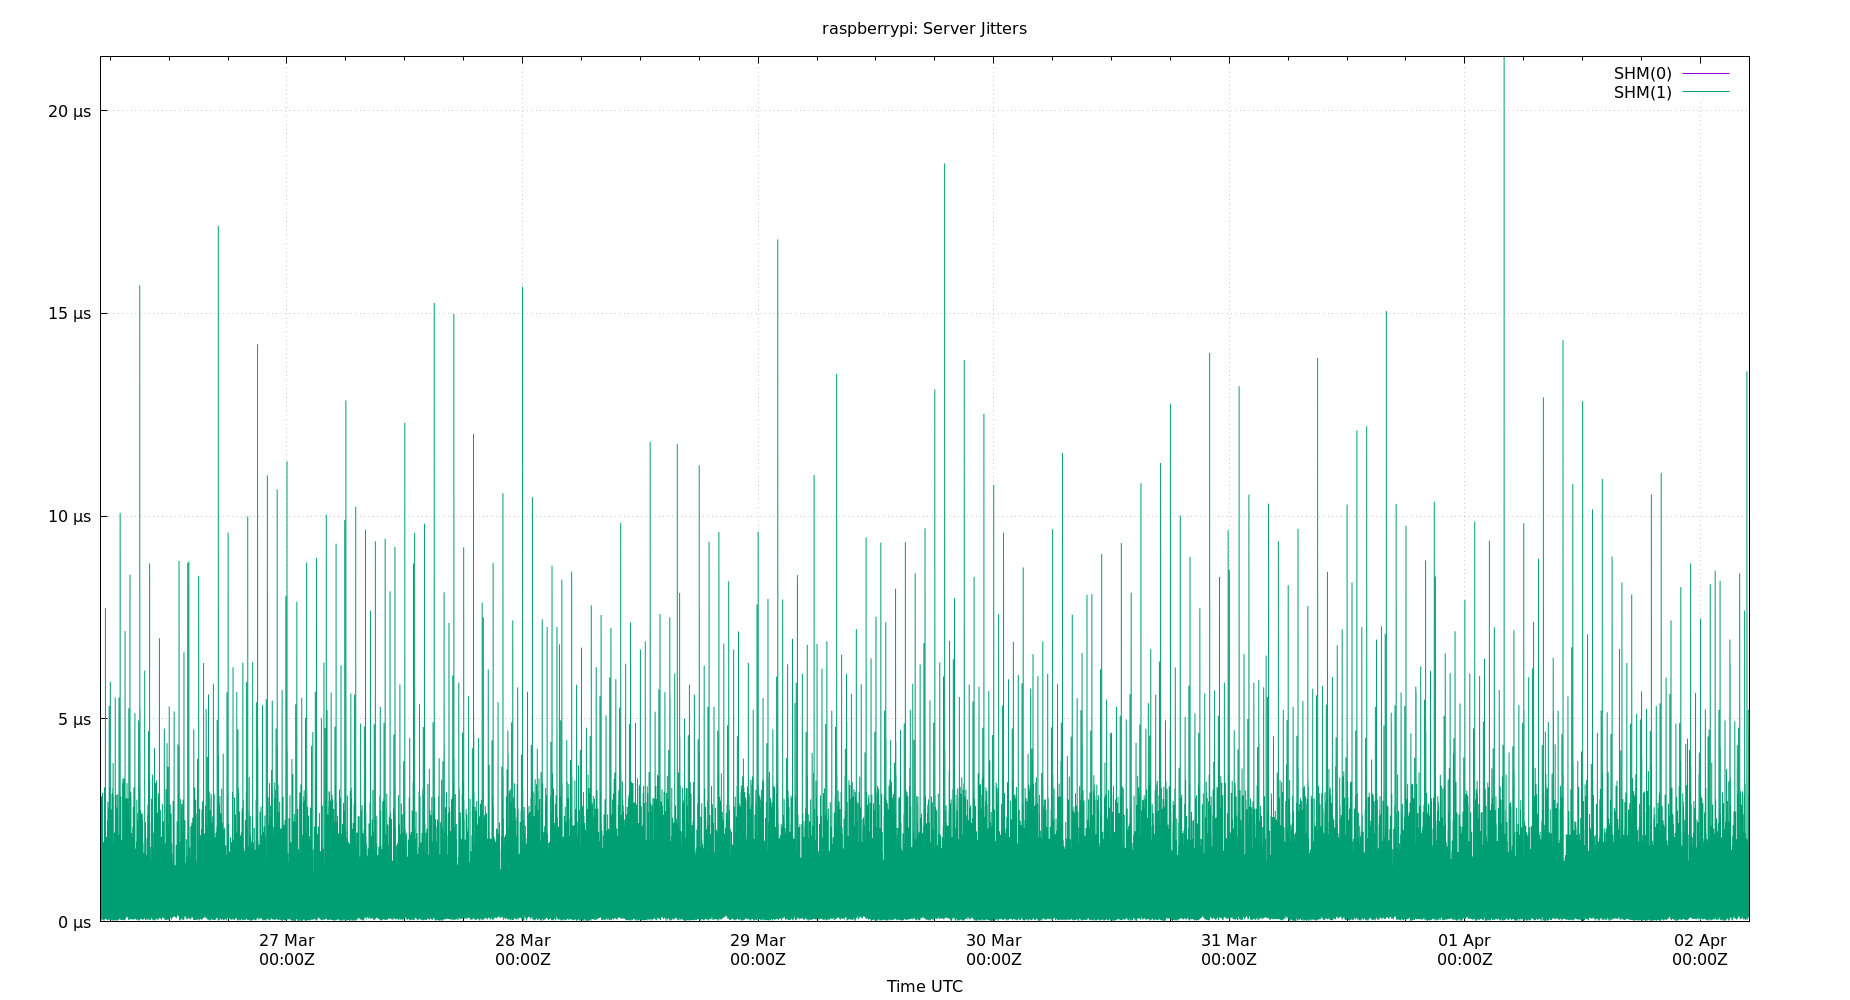 raspberrypi: Server Jitters
SHM(0)
SHM(1)
20 µs
15 µs
10 µs
5 µs
0 µs
27 Mar 28 Mar 29 Mar 30 Mar 31 Mar 01 Apr 02 Apr
00:00Z 00:00Z 00:00Z 00:00Z 00:00Z 00:00Z 00:00Z
Time UTC